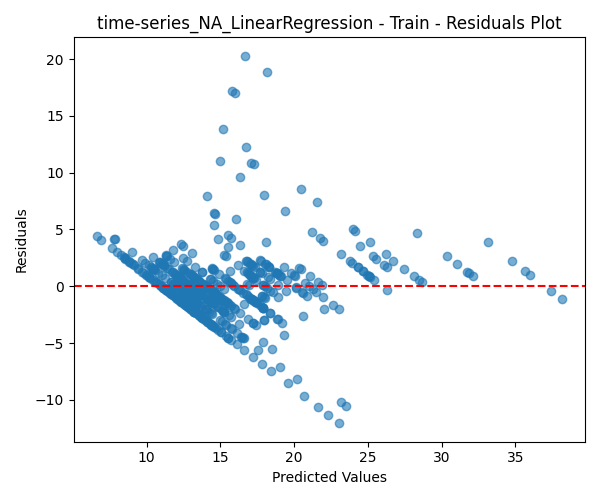 time-series_NA_LinearRegression - Train - Residuals Plot
Residuals
20
15
10
5
0
−5
−10
10 15 20 25 30 35
Predicted Values